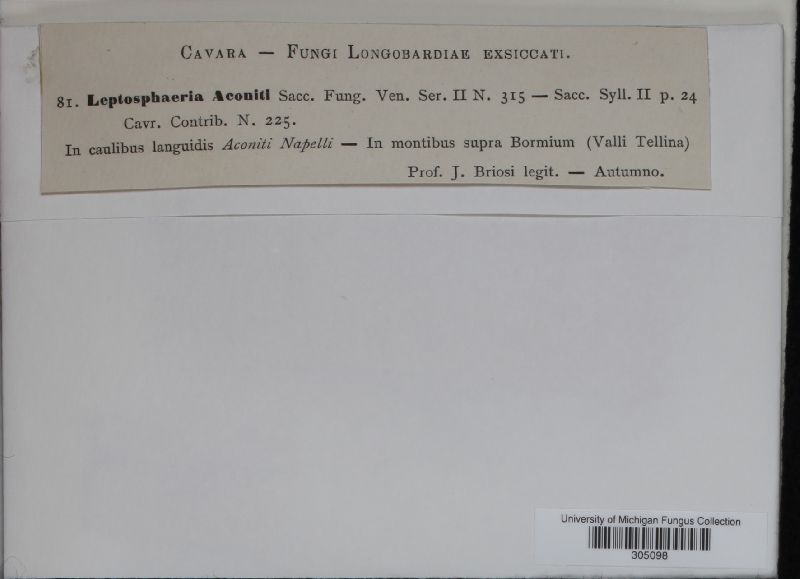 Cavara — Fungi Longobardiae exsiccati.
81. Leptosphaeria Aconiti Sacc. Fung. Ven. Ser. II N. 315 — Sacc. Syll. II p. 24
Cavr. Contrib. N. 225.
In caulibus languidis Aconiti Napelli — In montibus supra Bormium (Valli Tellina)
Prof. J. Briosi legit. — Autumno.
University of Michigan Fungus Collection
305098